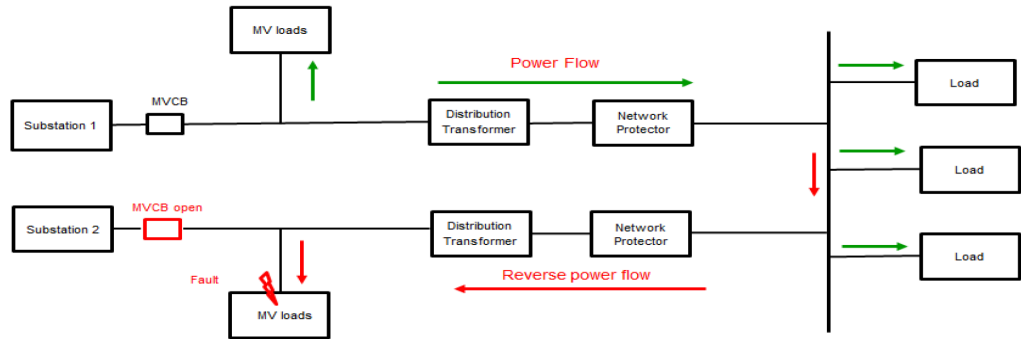 MV loads
Power Flow
MVCB
Substation 1
Distribution
Transformer
Network
Protector
Load
Load
MVCB open
Substation 2
Distribution
Transformer
Network
Protector
Load
Fault
Reverse power flow
MV loads